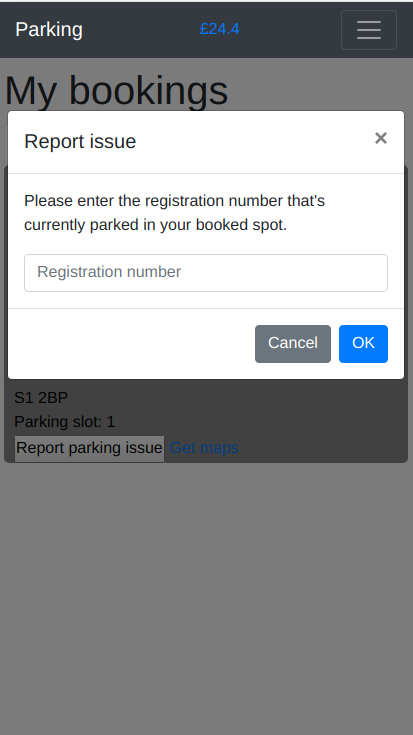 Parking £24.4
My bookings
Report issue ×
Please enter the registration number that's
currently parked in your booked spot.
Registration number
Cancel OK
S1 2BP
Parking slot: 1
Report parking issue Get maps